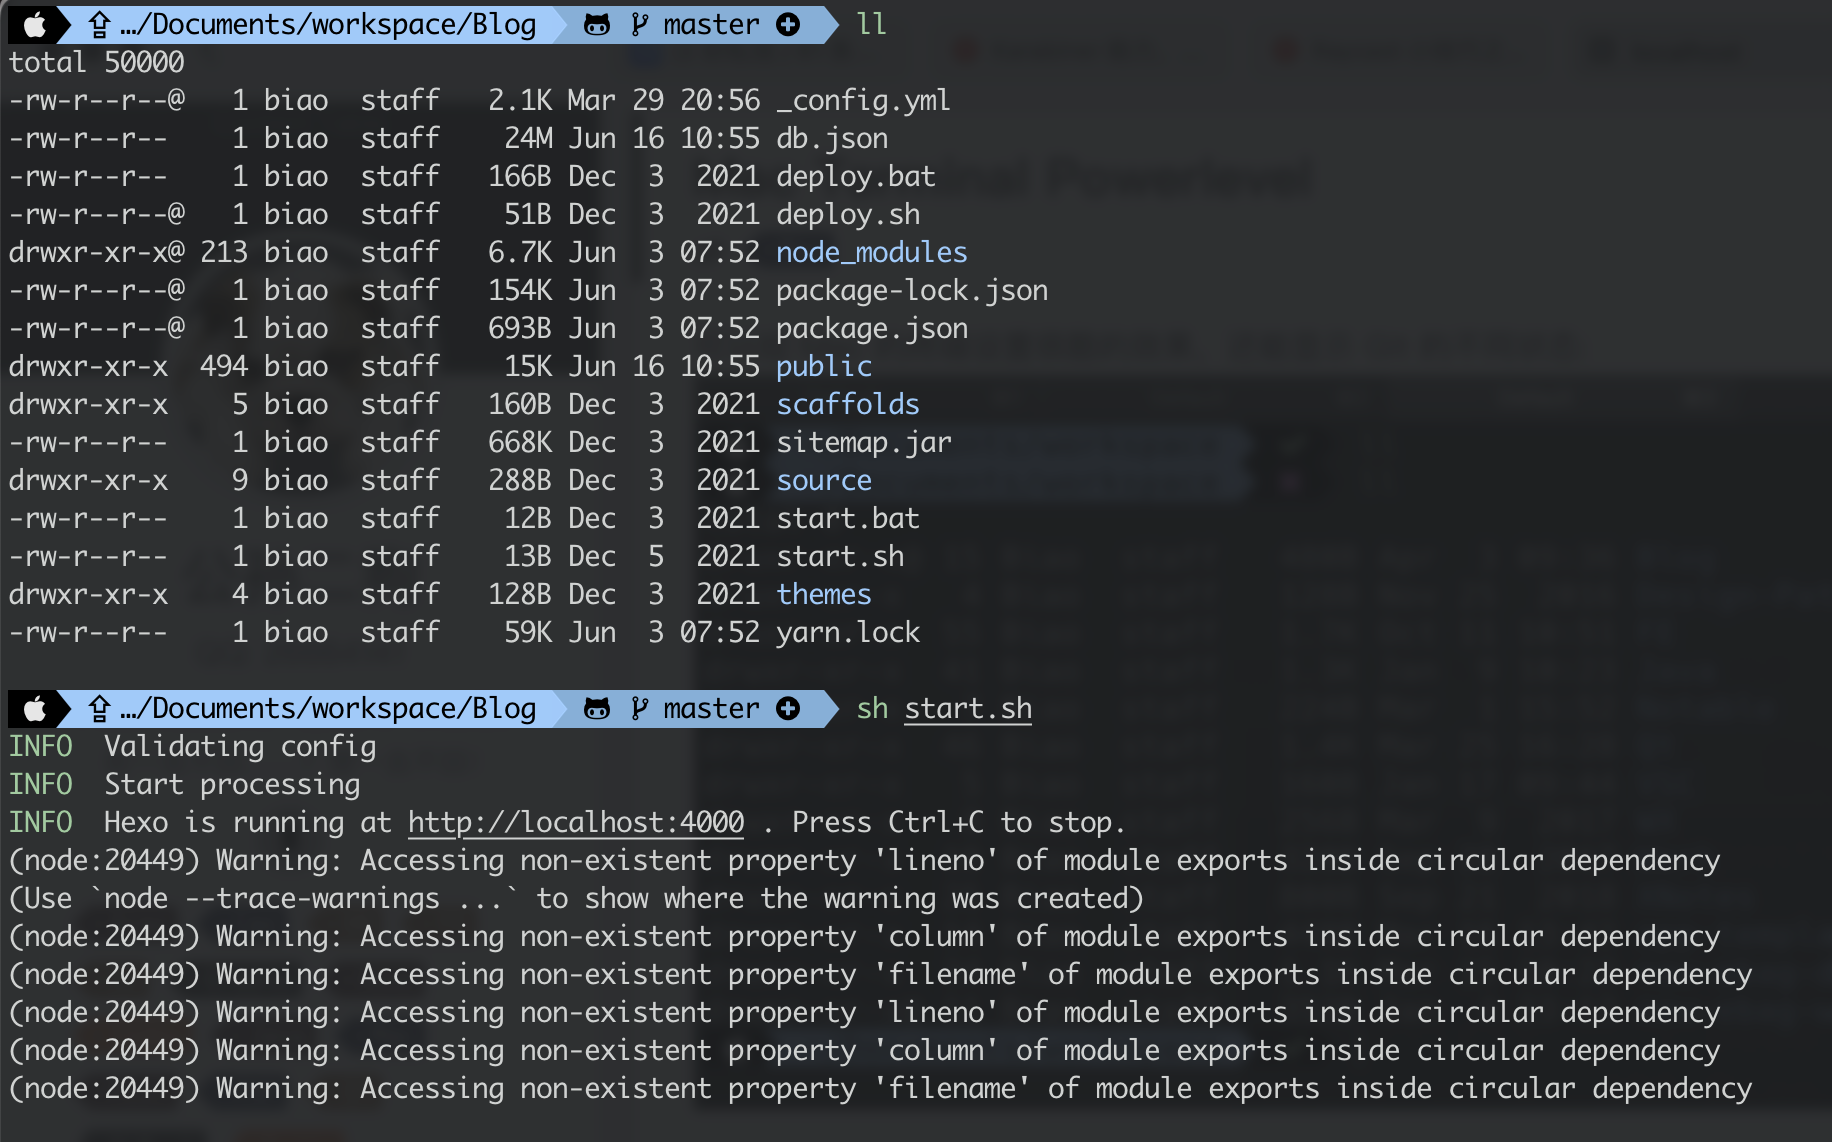 …/Documents/workspace/Blog master ll
total 50000
-rw-r--r--@ 1 biao staff 2.1K Mar 29 20:56 _config.yml
-rw-r--r-- 1 biao staff 24M Jun 16 10:55 db.json
-rw-r--r-- 1 biao staff 166B Dec 3 2021 deploy.bat
-rw-r--r--@ 1 biao staff 51B Dec 3 2021 deploy.sh
drwxr-xr-x@ 213 biao staff 6.7K Jun 3 07:52 node_modules
-rw-r--r--@ 1 biao staff 154K Jun 3 07:52 package-lock.json
-rw-r--r--@ 1 biao staff 693B Jun 3 07:52 package.json
drwxr-xr-x 494 biao staff 15K Jun 16 10:55 public
drwxr-xr-x 5 biao staff 160B Dec 3 2021 scaffolds
-rw-r--r-- 1 biao staff 668K Dec 3 2021 sitemap.jar
drwxr-xr-x 9 biao staff 288B Dec 3 2021 source
-rw-r--r-- 1 biao staff 12B Dec 3 2021 start.bat
-rw-r--r-- 1 biao staff 13B Dec 5 2021 start.sh
drwxr-xr-x 4 biao staff 128B Dec 3 2021 themes
-rw-r--r-- 1 biao staff 59K Jun 3 07:52 yarn.lock
…/Documents/workspace/Blog master sh start.sh
INFO Validating config
INFO Start processing
INFO Hexo is running at http://localhost:4000 . Press Ctrl+C to stop.
(node:20449) Warning: Accessing non-existent property 'lineno' of module exports inside circular dependency
(Use `node --trace-warnings ...` to show where the warning was created)
(node:20449) Warning: Accessing non-existent property 'column' of module exports inside circular dependency
(node:20449) Warning: Accessing non-existent property 'filename' of module exports inside circular dependency
(node:20449) Warning: Accessing non-existent property 'lineno' of module exports inside circular dependency
(node:20449) Warning: Accessing non-existent property 'column' of module exports inside circular dependency
(node:20449) Warning: Accessing non-existent property 'filename' of module exports inside circular dependency